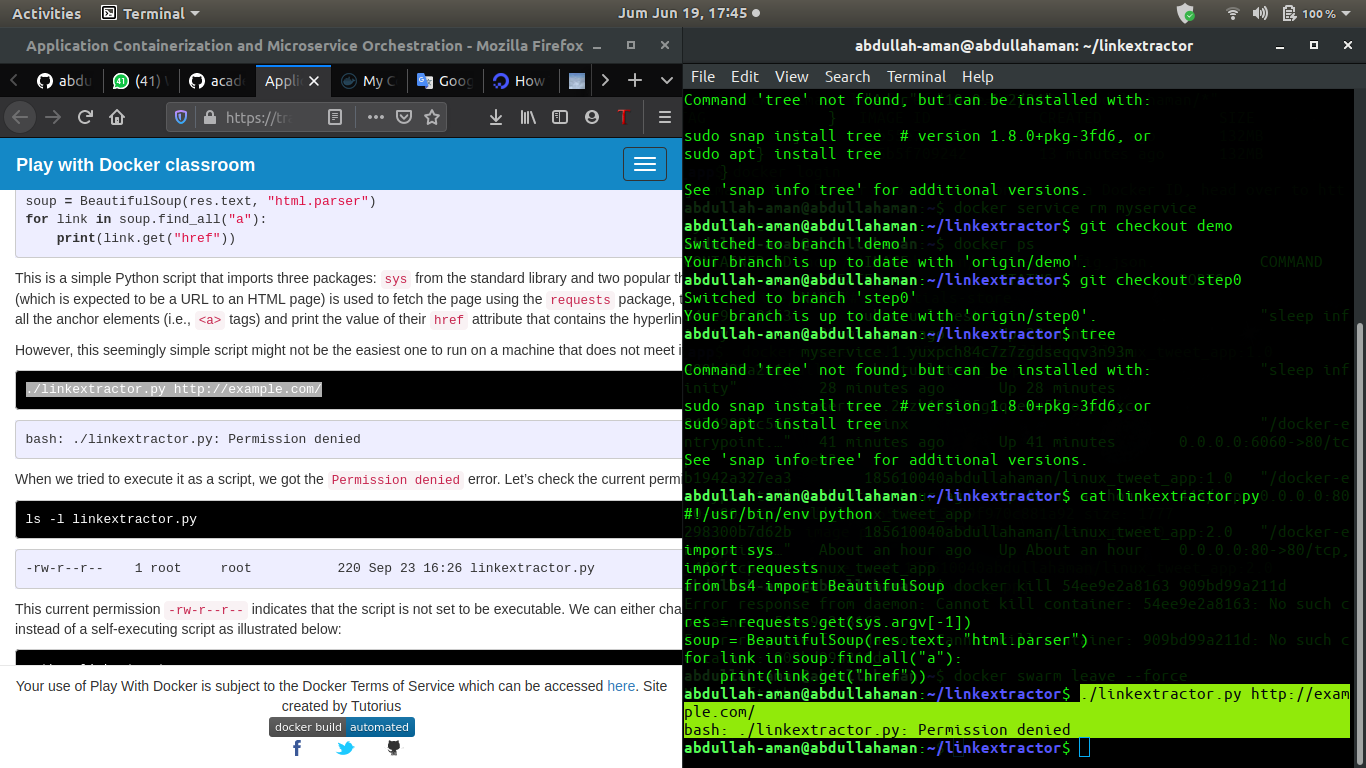 Activities Terminal Jum Jun 19, 17:45 100 %
Application Containerization and Microservice Orchestration - Mozilla Firefox
abdu (41) acad Appli My C Goog How
https://tr
Play with Docker classroom
soup = BeautifulSoup(res.text, "html.parser")
for link in soup.find_all("a"):
    print(link.get("href"))
This is a simple Python script that imports three packages: sys from the standard library and two popular th
(which is expected to be a URL to an HTML page) is used to fetch the page using the requests package, t
all the anchor elements (i.e., <a> tags) and print the value of their href attribute that contains the hyperlin
However, this seemingly simple script might not be the easiest one to run on a machine that does not meet i
./linkextractor.py http://example.com/
bash: ./linkextractor.py: Permission denied
When we tried to execute it as a script, we got the Permission denied error. Let's check the current permi
ls -l linkextractor.py
-rw-r--r--    1 root     root           220 Sep 23 16:26 linkextractor.py
This current permission -rw-r--r-- indicates that the script is not set to be executable. We can either cha
instead of a self-executing script as illustrated below:
Your use of Play With Docker is subject to the Docker Terms of Service which can be accessed here. Site
created by Tutorius
docker build automated
abdullah-aman@abdullahaman: ~/linkextractor
File Edit View Search Terminal Help
Command 'tree' not found, but can be installed with:
sudo snap install tree  # version 1.8.0+pkg-3fd6, or
sudo apt  install tree
See 'snap info tree' for additional versions.
abdullah-aman@abdullahaman:~/linkextractor$ git checkout demo
Switched to branch 'demo'
Your branch is up to date with 'origin/demo'.
abdullah-aman@abdullahaman:~/linkextractor$ git checkout step0
Switched to branch 'step0'
Your branch is up to date with 'origin/step0'.
abdullah-aman@abdullahaman:~/linkextractor$ tree
Command 'tree' not found, but can be installed with:
sudo snap install tree  # version 1.8.0+pkg-3fd6, or
sudo apt  install tree
See 'snap info tree' for additional versions.
abdullah-aman@abdullahaman:~/linkextractor$ cat linkextractor.py
#!/usr/bin/env python
import sys
import requests
from bs4 import BeautifulSoup
res = requests.get(sys.argv[-1])
soup = BeautifulSoup(res.text, "html.parser")
for link in soup.find_all("a"):
    print(link.get("href"))
abdullah-aman@abdullahaman:~/linkextractor$ ./linkextractor.py http://exam
ple.com/
bash: ./linkextractor.py: Permission denied
abdullah-aman@abdullahaman:~/linkextractor$